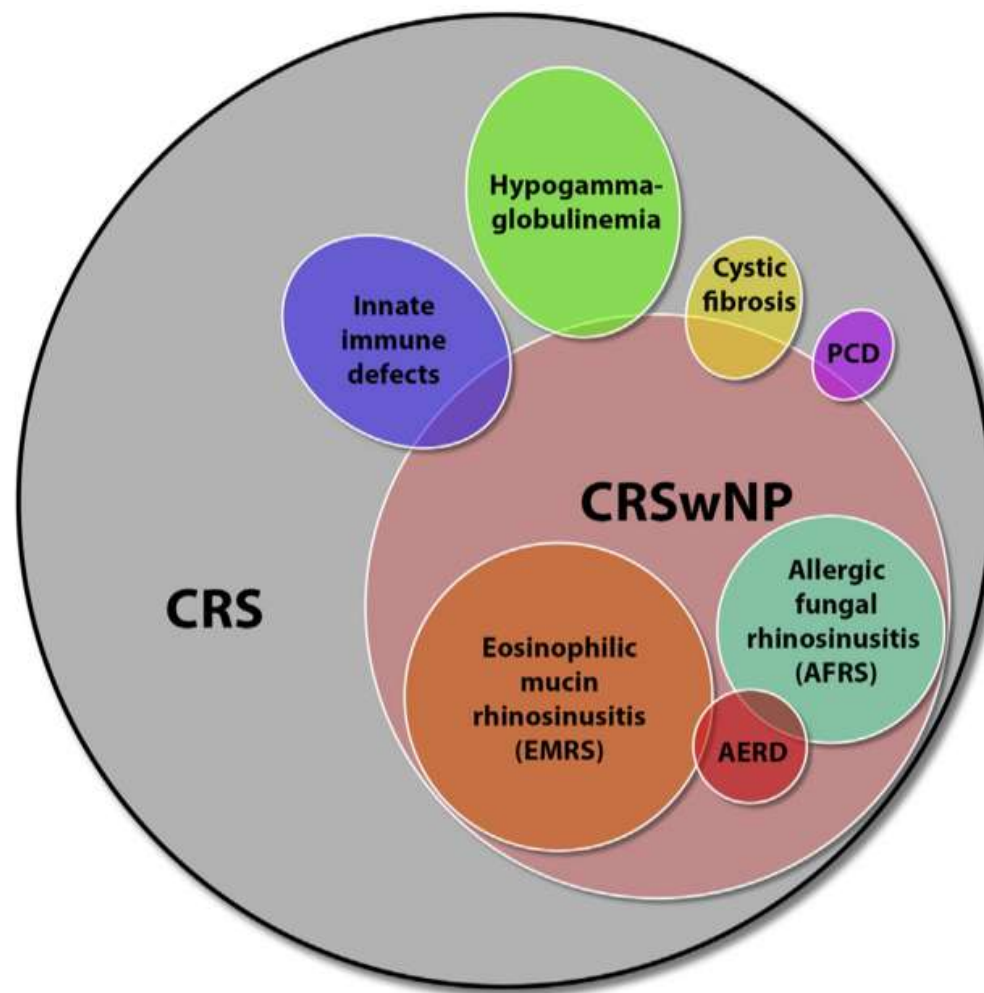 Hypogamma-
globulinemia
Cystic
fibrosis
Innate
immune
defects
PCD
CRSwNP
Allergic
fungal
rhinosinusitis
(AFRS)
CRS
Eosinophilic
mucin
rhinosinusitis
(EMRS)
AERD